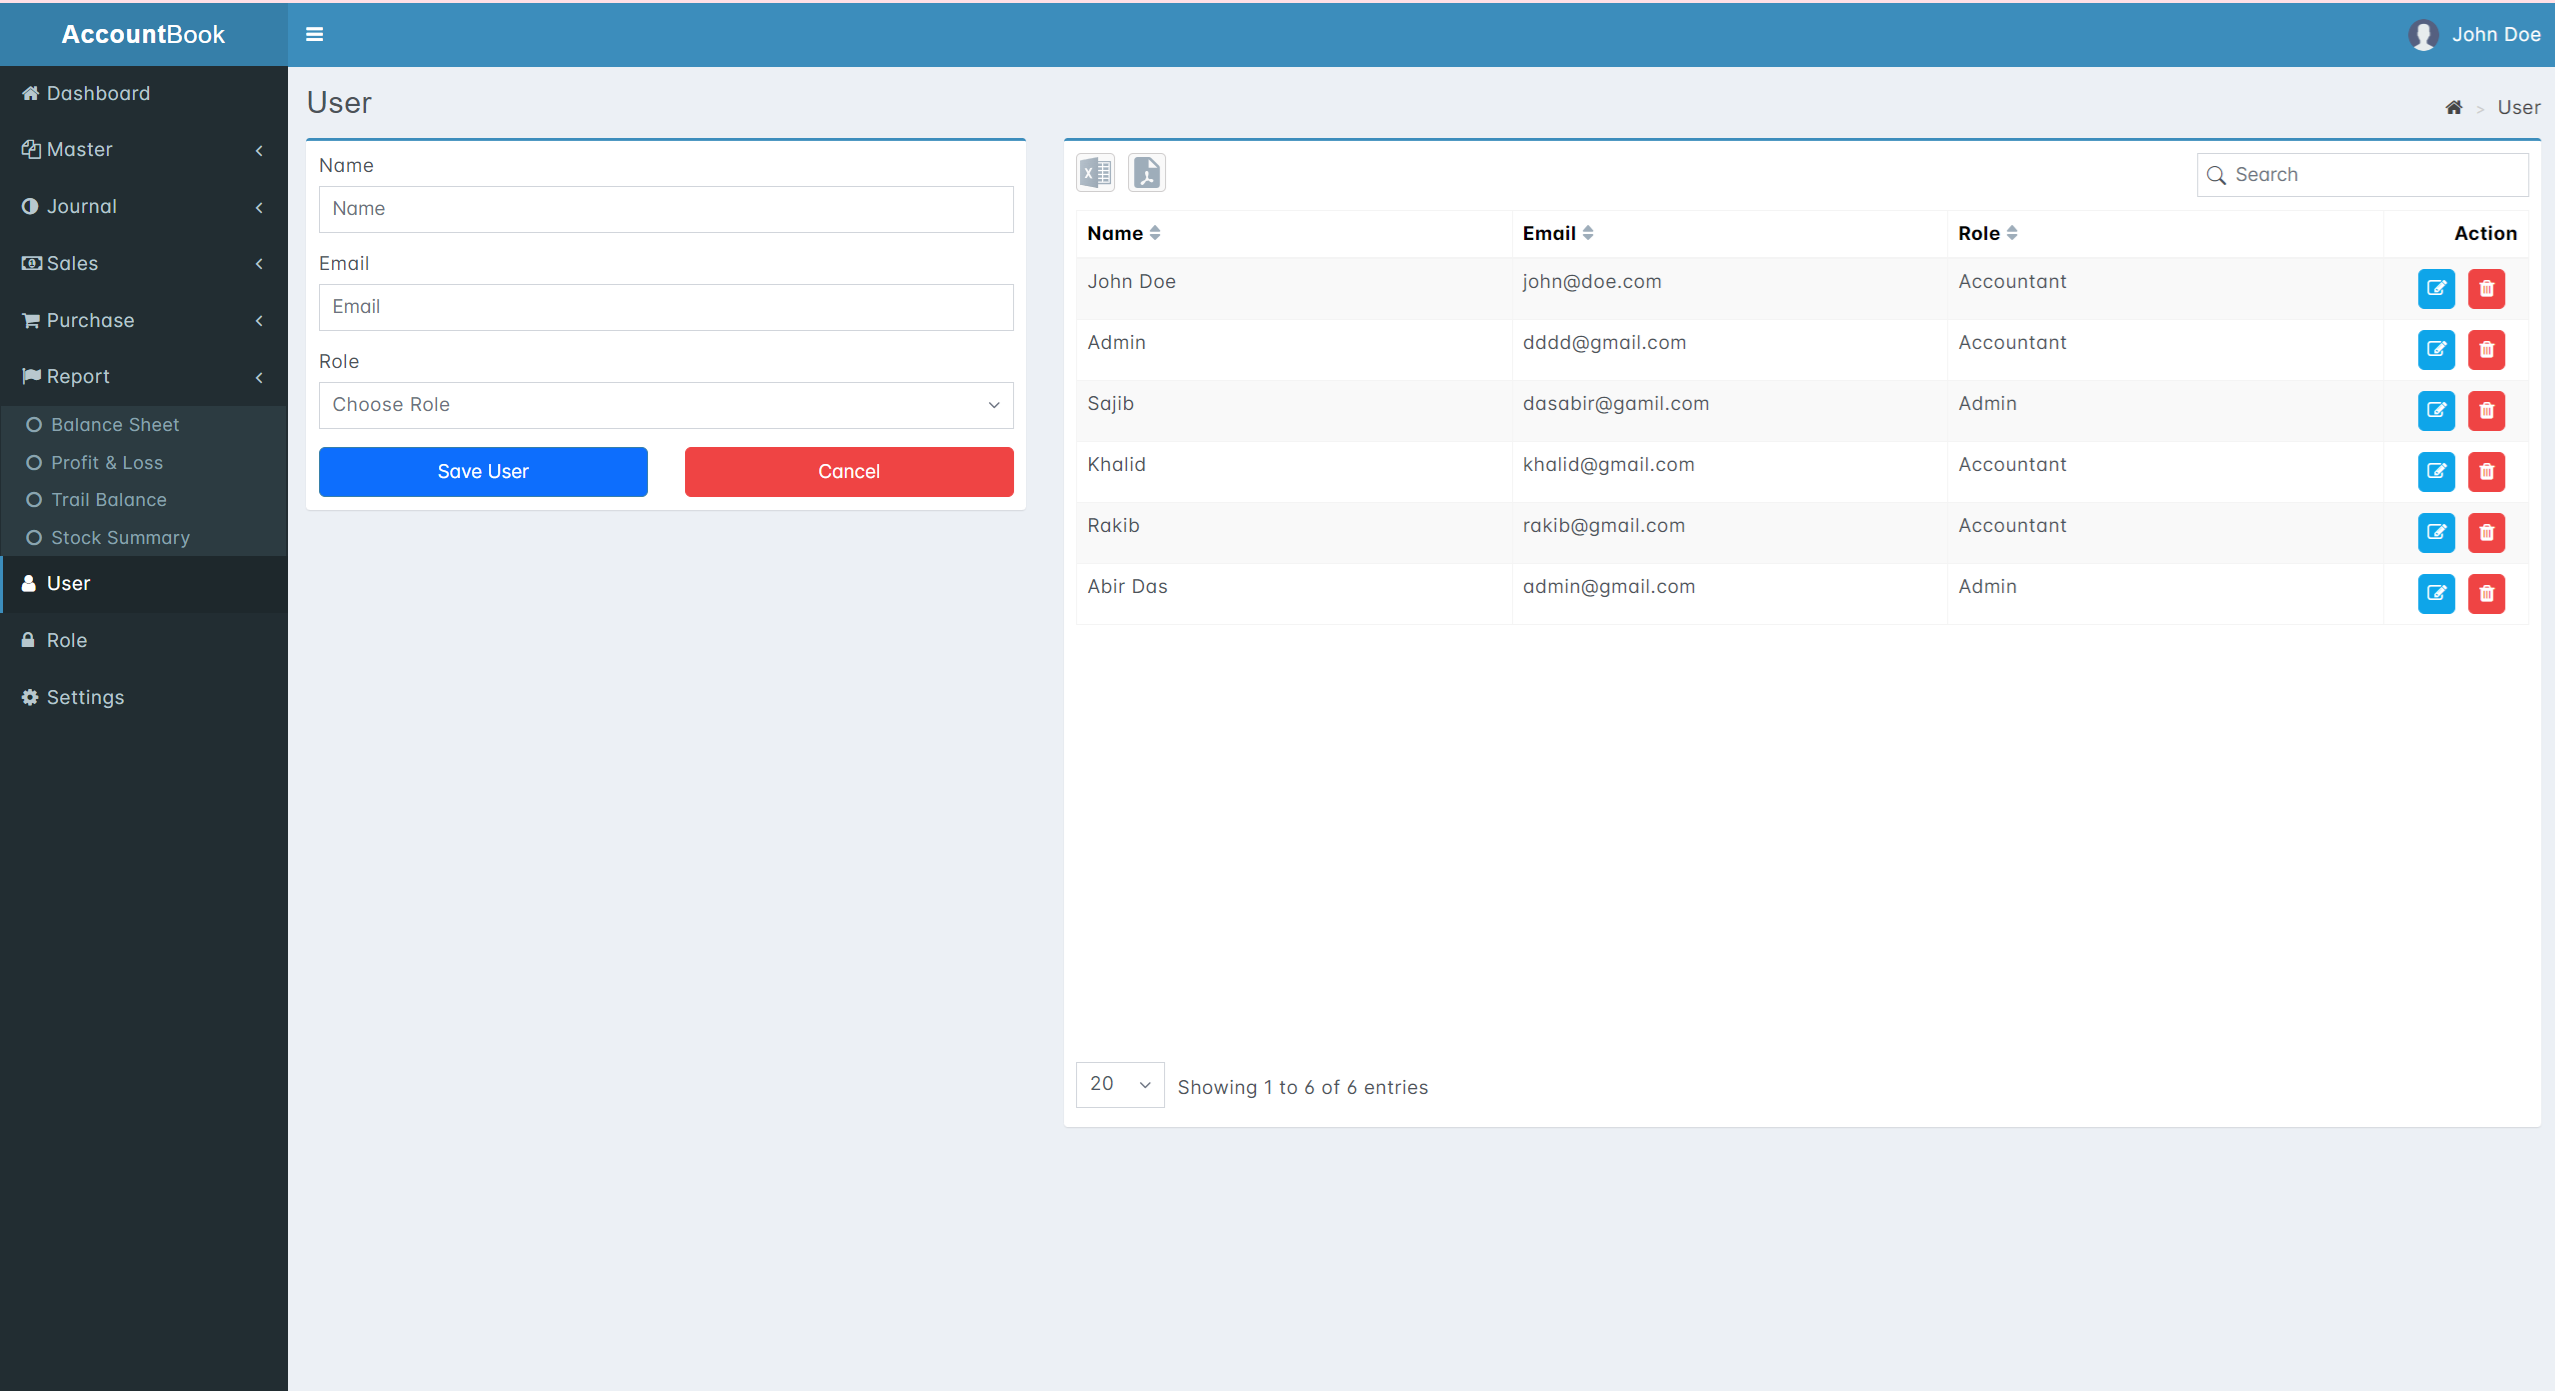 AccountBook
John Doe
Dashboard
Master
Journal
Sales
Purchase
Report
Balance Sheet
Profit & Loss
Trail Balance
Stock Summary
User
Role
Settings
User
> User
Name
Name
Email
Email
Role
Choose Role
Save User Cancel
Search
Name Email Role Action
John Doe john@doe.com Accountant
Admin dddd@gmail.com Accountant
Sajib dasabir@gamil.com Admin
Khalid khalid@gmail.com Accountant
Rakib rakib@gmail.com Accountant
Abir Das admin@gmail.com Admin
20 Showing 1 to 6 of 6 entries